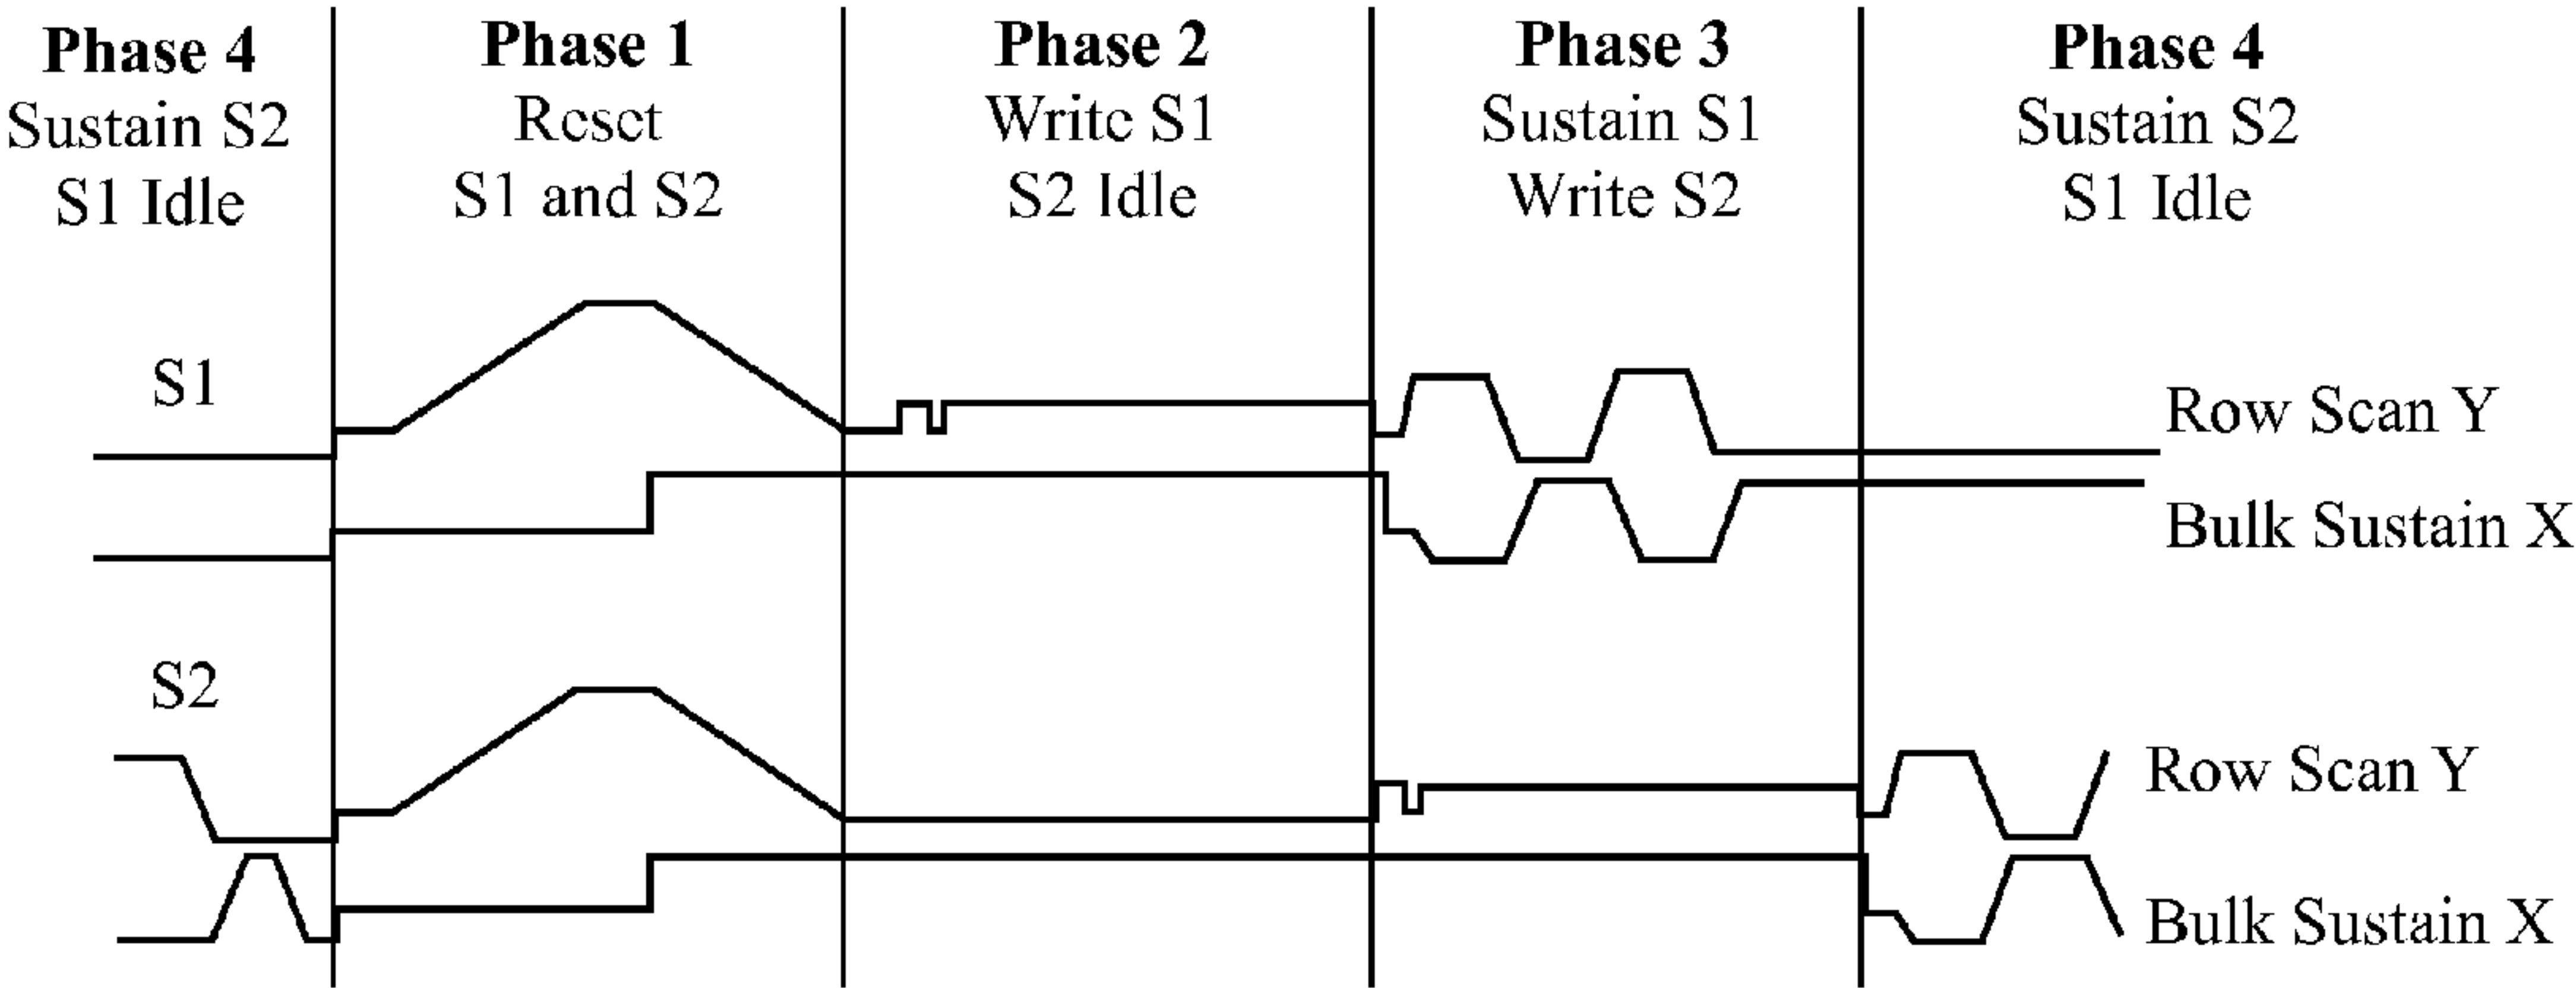 Phase 4
Sustain S2
S1 Idle
Phase 1
Reset
S1 and S2
Phase 2
Write S1
S2 Idle
Phase 3
Sustain S1
Write S2
Phase 4
Sustain S2
S1 Idle
S1
Row Scan Y
Bulk Sustain X
S2
Row Scan Y
Bulk Sustain X